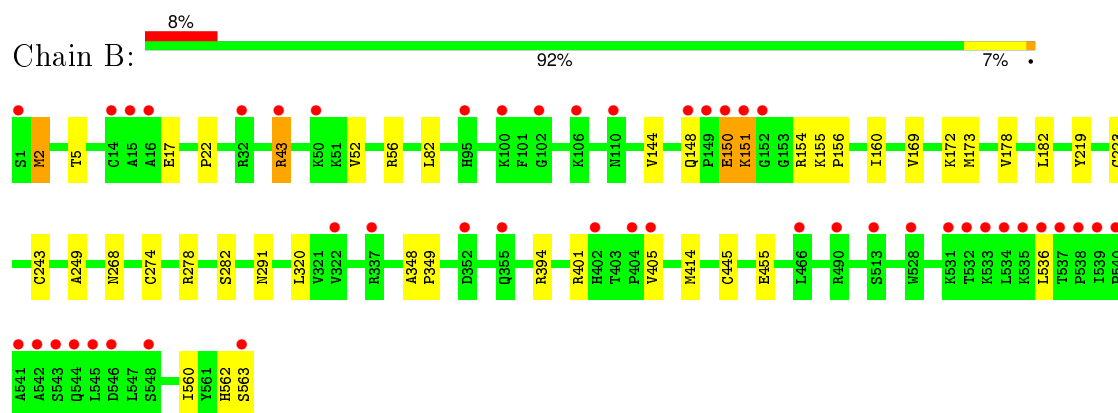 8%
Chain B:
92% 7% •
S1 M2 T5 C14 A15 A16 E17 P22 R32 R43 K50 K51 V52 R56 L82 H95 K100 F101 G102 K106 N110 V144 Q148 P149 E150 K151 G152 G153 R154 K155 P156 I160 V169 K172 M173 V178 L182 Y219
C243 A249 N268 C274 R278 S282 N291 L320 V321 V322 R337 A348 P349 D352 Q355 R394 R401 H402 T403 P404 V405 M414 C445 E455 L466 R490 S513 W528 K531 T532 K533 L534 K535 L536 T537 P538 I539
A541 A542 S543 Q544 L545 D546 L547 S548 I560 Y561 H562 S563